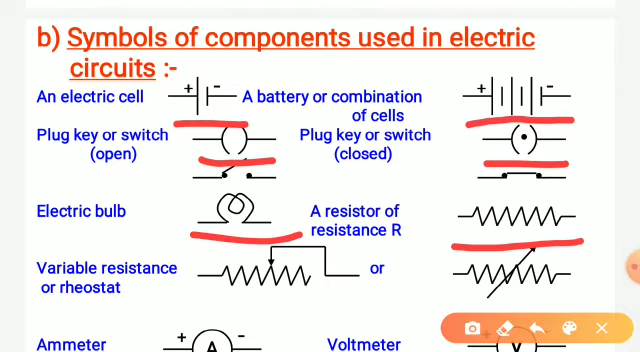 b) Symbols of components used in electric
circuits :-
An electric cell
+ -
A battery or combination
of cells
+ -
Plug key or switch
(open)
Plug key or switch
(closed)
Electric bulb
A resistor of
resistance R
Variable resistance
or rheostat
or
Ammeter
+ A -
Voltmeter
+ V